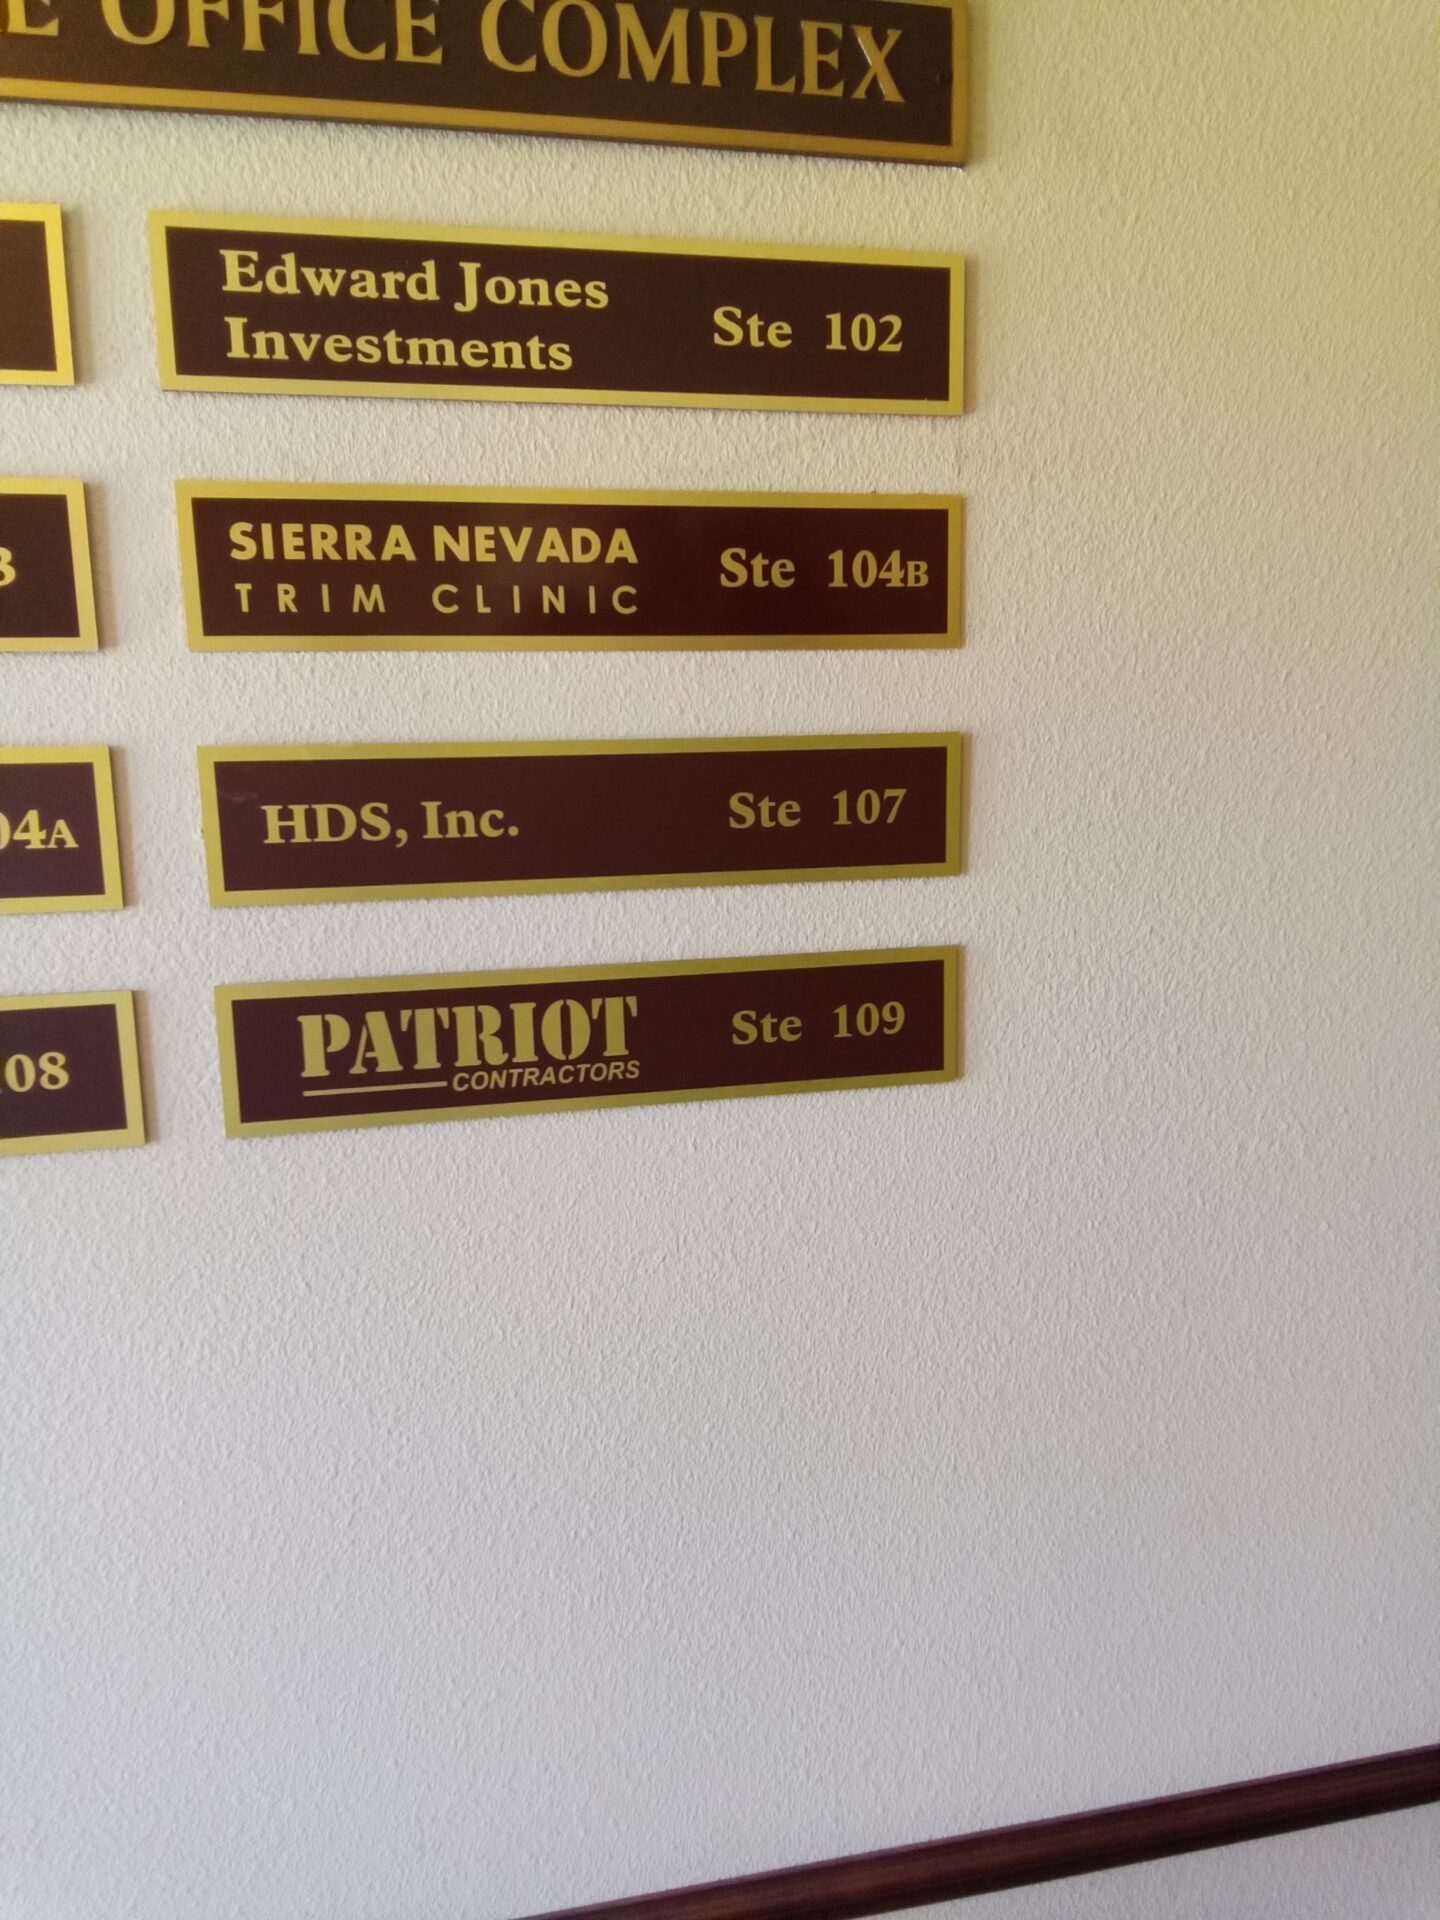 OFFICE COMPLEX
Edward Jones
Investments
Ste 102
SIERRA NEVADA
TRIM CLINIC
Ste 104B
04A
HDS, Inc.
Ste 107
08
PATRIOT
CONTRACTORS
Ste 109